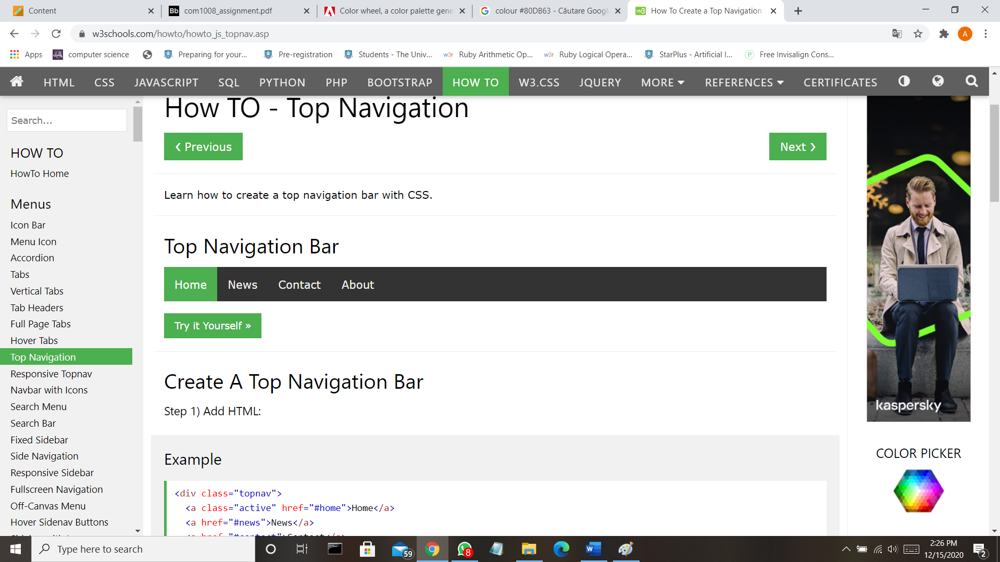 Content
Bb com1008_assignment.pdf
Color wheel, a color palette gene
colour #80DB63 - Căutare Googl
How To Create a Top Navigation
w3schools.com/howto/howto_js_topnav.asp
A
Apps
computer science
Preparing for your...
Pre-registration
Students - The Univ...
w3r Ruby Arithmetic Op...
w3r Ruby Logical Opera...
StarPlus - Artificial I...
P Free Invisalign Cons...
HTML CSS JAVASCRIPT SQL PYTHON PHP BOOTSTRAP HOW TO W3.CSS JQUERY MORE REFERENCES CERTIFICATES
Search...
HOW TO
HowTo Home
Menus
Icon Bar
Menu Icon
Accordion
Tabs
Vertical Tabs
Tab Headers
Full Page Tabs
Hover Tabs
Top Navigation
Responsive Topnav
Navbar with Icons
Search Menu
Search Bar
Fixed Sidebar
Side Navigation
Responsive Sidebar
Fullscreen Navigation
Off-Canvas Menu
Hover Sidenav Buttons
How TO - Top Navigation
❮ Previous
Next ❯
Learn how to create a top navigation bar with CSS.
Top Navigation Bar
Home News Contact About
Try it Yourself »
Create A Top Navigation Bar
Step 1) Add HTML:
Example
<div class="topnav">
<a class="active" href="#home">Home</a>
<a href="#news">News</a>
<a href="#contact">Contact</a>
kaspersky
COLOR PICKER
Type here to search
59
8
2:26 PM
12/15/2020
2